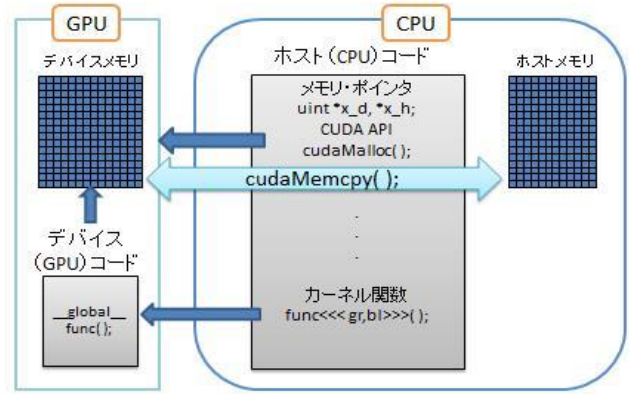 GPU
CPU
デバイスメモリ
ホスト(CPU)コード
ホストメモリ
メモリ・ポインタ
uint *x_d, *x_h;
CUDA API
cudaMalloc( );
cudaMemcpy( );
.
.
.
デバイス
(GPU)コード
__global__
func( );
カーネル関数
func<<< gr,bl>>>( );